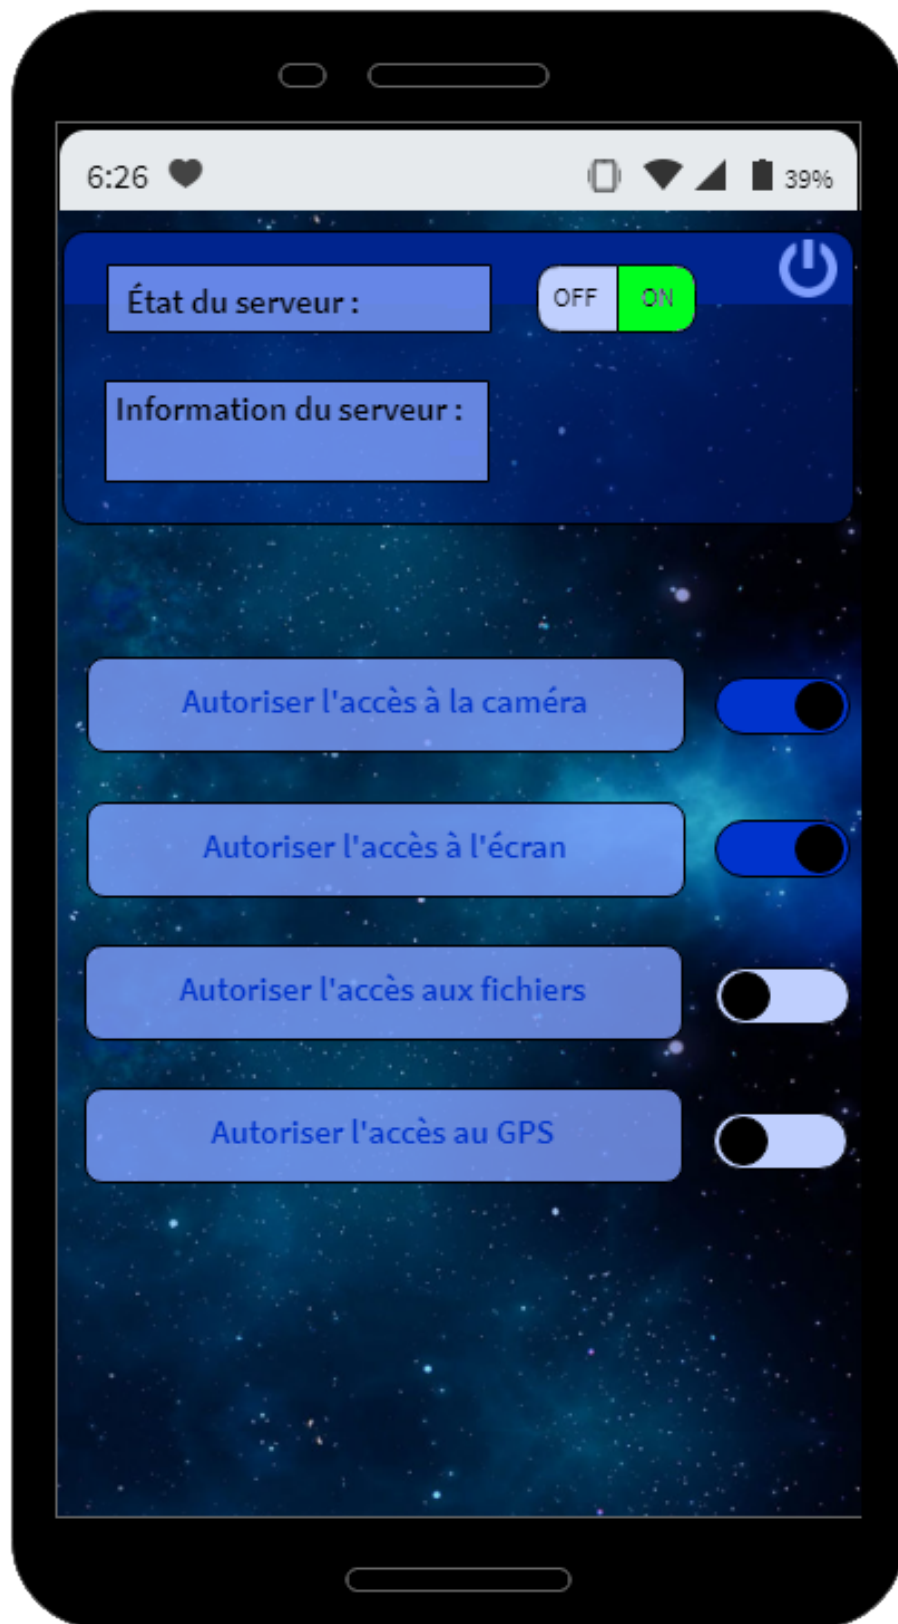 6:26 39%
État du serveur : OFF ON
Information du serveur :
Autoriser l'accès à la caméra
Autoriser l'accès à l'écran
Autoriser l'accès aux fichiers
Autoriser l'accès au GPS